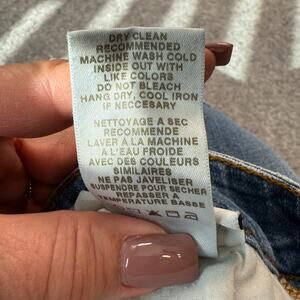 DRY CLEAN
RECOMMENDED
MACHINE WASH COLD
INSIDE OUT WITH
LIKE COLORS
DO NOT BLEACH
HANG DRY, COOL IRON
IF NECCESARY
NETTOYAGE A SEC
RECOMMENDE
LAVER A LA MACHINE
A L'EAU FROIDE
AVEC DES COULEURS
SIMILAIRES
NE PAS JAVELISER
SUSPENDRE POUR SECHER
REPASSER A
TEMPERATURE BASSE